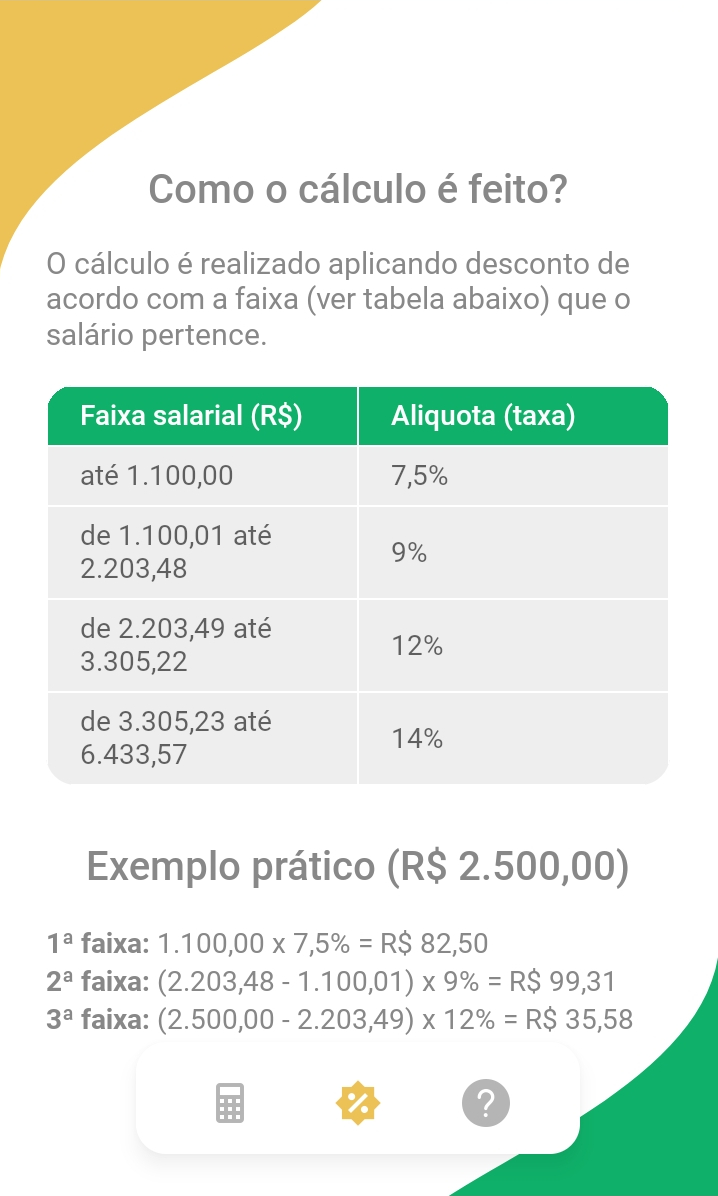 Como o cálculo é feito?
O cálculo é realizado aplicando desconto de
acordo com a faixa (ver tabela abaixo) que o
salário pertence.
Faixa salarial (R$) Aliquota (taxa)
até 1.100,00 7,5%
de 1.100,01 até
2.203,48 9%
de 2.203,49 até
3.305,22 12%
de 3.305,23 até
6.433,57 14%
Exemplo prático (R$ 2.500,00)
1ª faixa: 1.100,00 x 7,5% = R$ 82,50
2ª faixa: (2.203,48 - 1.100,01) x 9% = R$ 99,31
3ª faixa: (2.500,00 - 2.203,49) x 12% = R$ 35,58